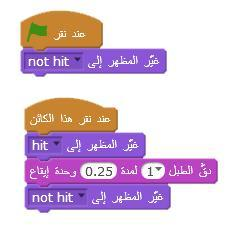 عند نقر
غيّر المظهر إلى not hit
عند نقر هذا الكائن
غيّر المظهر إلى hit
دقّ الطبل 1 لمدة 0.25 وحدة إيقاع
غيّر المظهر إلى not hit